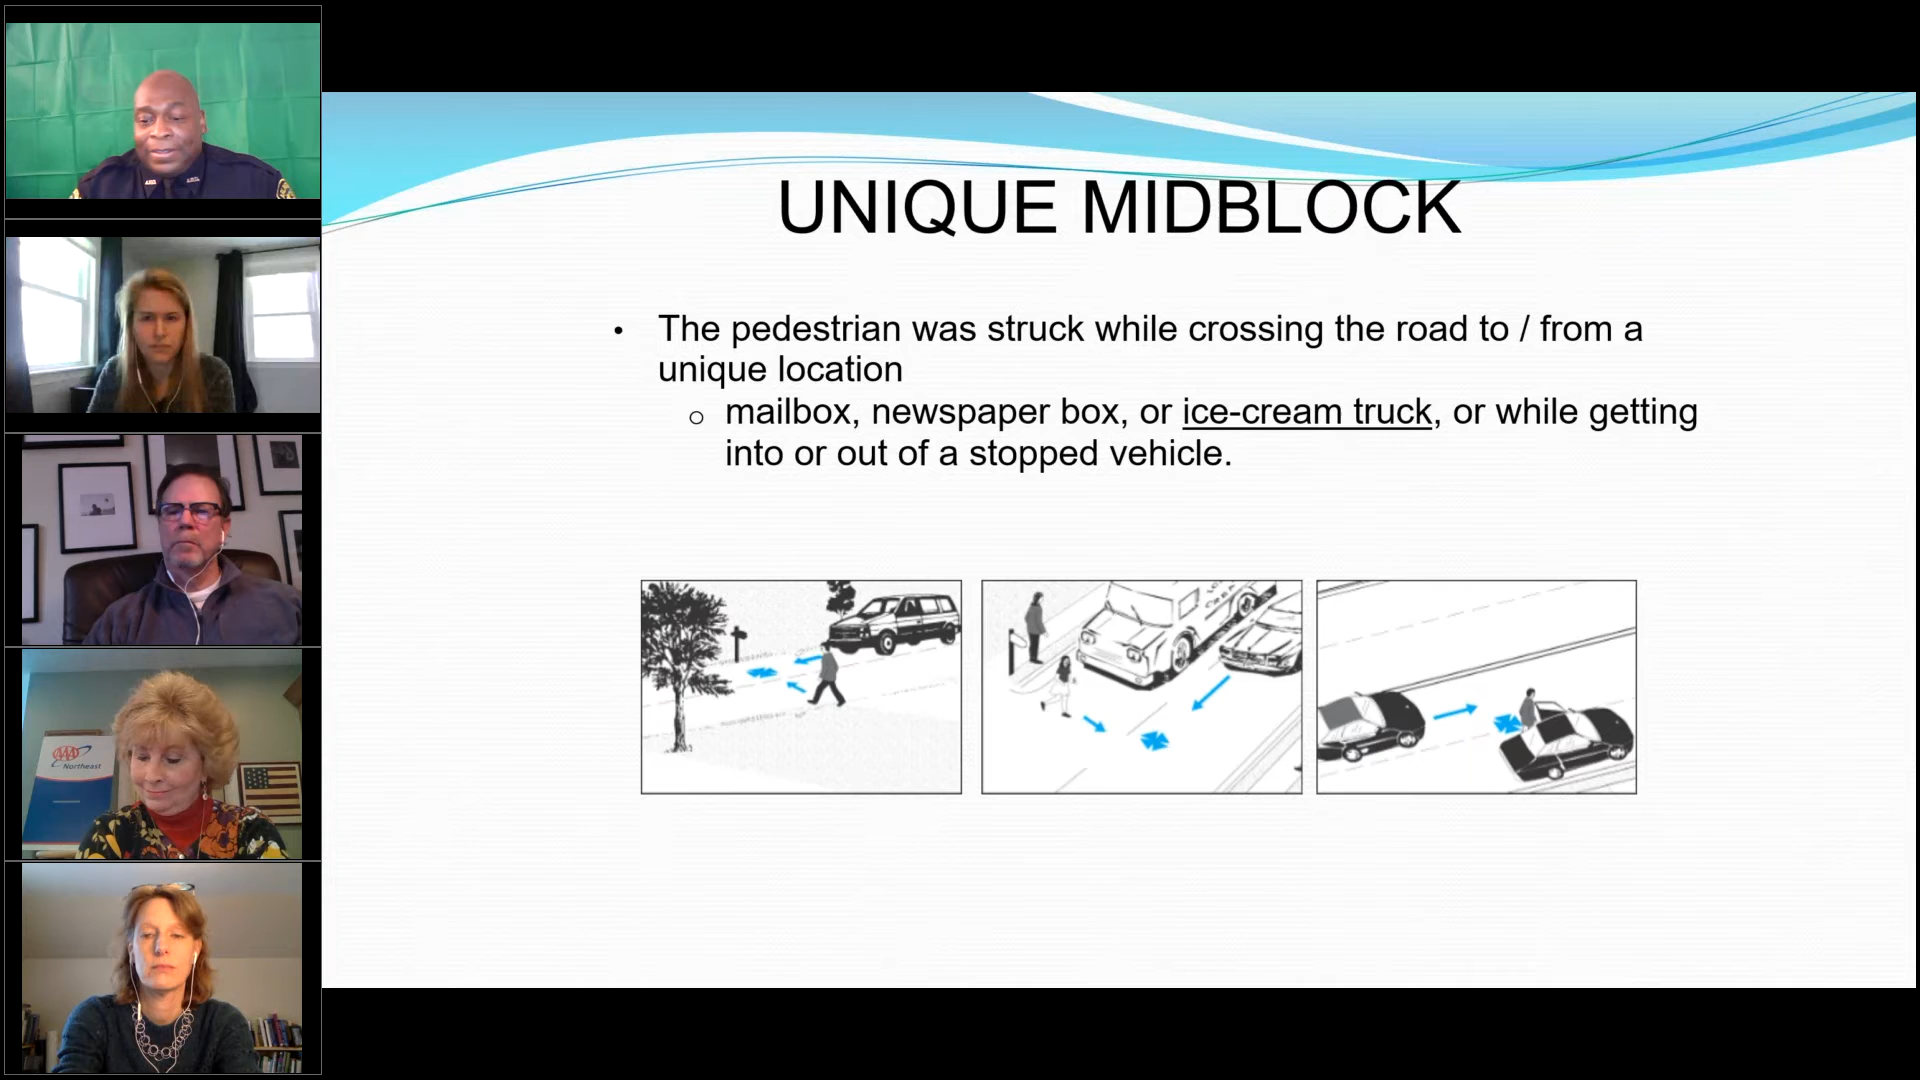 UNIQUE MIDBLOCK
• The pedestrian was struck while crossing the road to / from a
unique location
o mailbox, newspaper box, or ice-cream truck, or while getting
into or out of a stopped vehicle.
AAA
Northeast